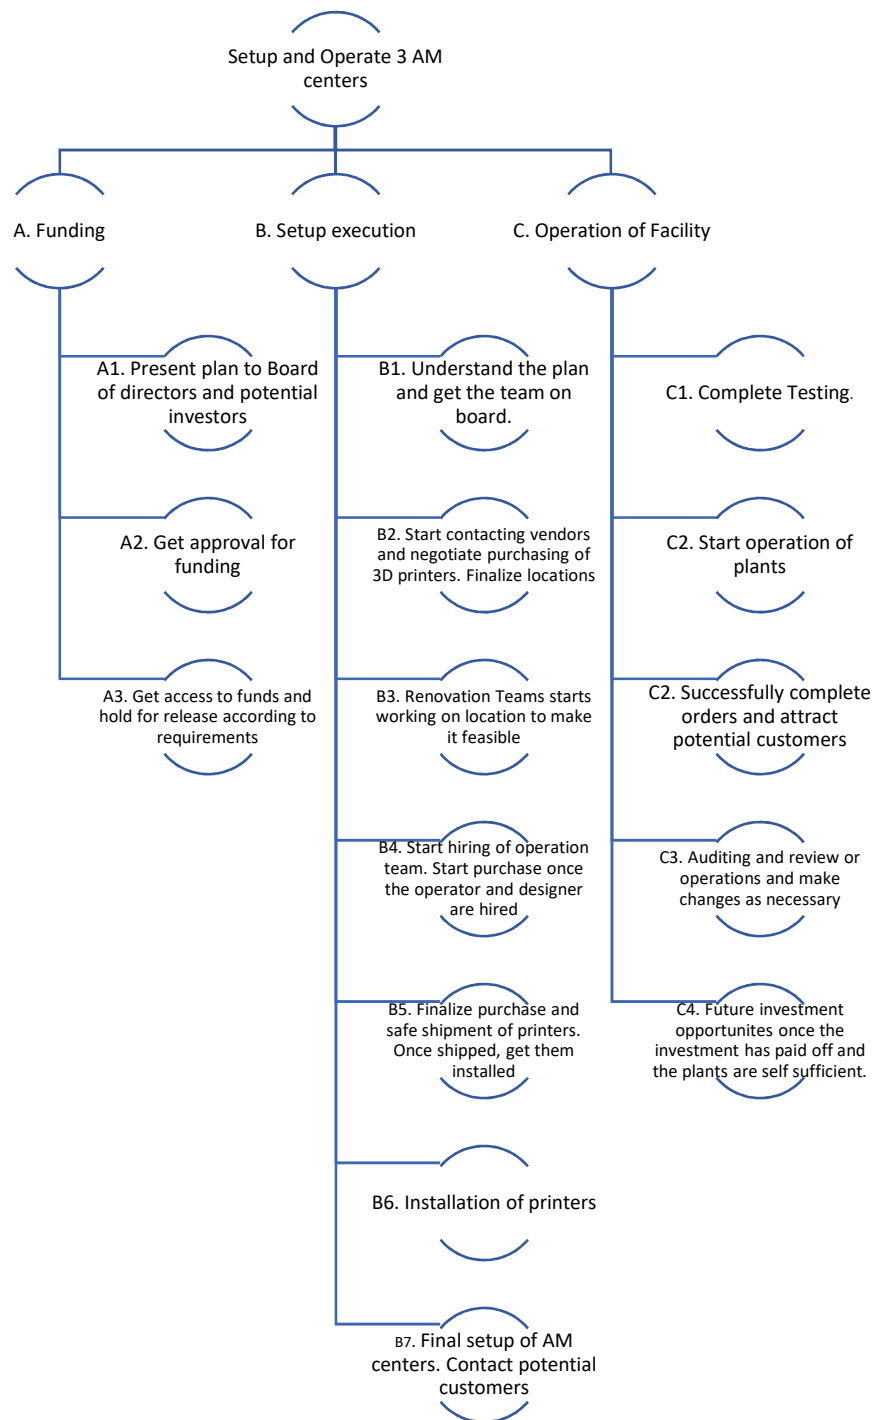 Setup and Operate 3 AM
centers
A. Funding
B. Setup execution
C. Operation of Facility
A1. Present plan to Board
of directors and potential
investors
A2. Get approval for
funding
A3. Get access to funds and
hold for release according to
requirements
B1. Understand the plan
and get the team on
board.
B2. Start contacting vendors
and negotiate purchasing of
3D printers. Finalize locations
B3. Renovation Teams starts
working on location to make
it feasible
B4. Start hiring of operation
team. Start purchase once
the operator and designer
are hired
B5. Finalize purchase and
safe shipment of printers.
Once shipped, get them
installed
B6. Installation of printers
B7. Final setup of AM
centers. Contact potential
customers
C1. Complete Testing.
C2. Start operation of
plants
C2. Successfully complete
orders and attract
potential customers
C3. Auditing and review or
operations and make
changes as necessary
C4. Future investment
opportunites once the
investment has paid off and
the plants are self sufficient.